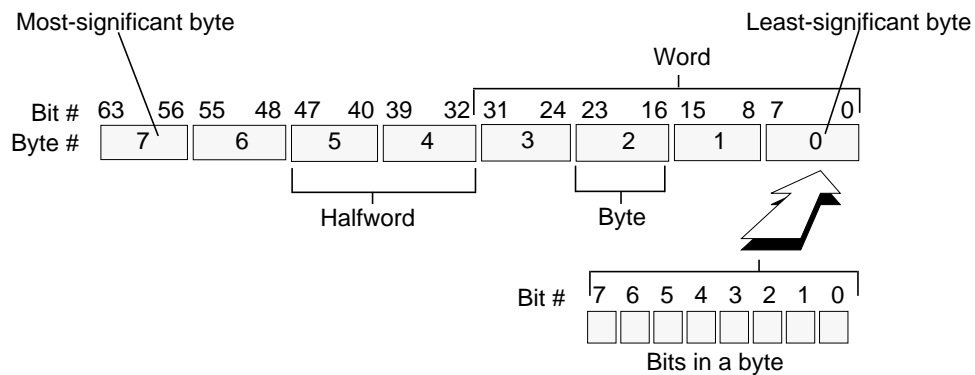 Most-significant byte Least-significant byte
Word
Bit # 63 56 55 48 47 40 39 32 31 24 23 16 15 8 7 0
Byte # 7 6 5 4 3 2 1 0
Halfword Byte
Bit # 7 6 5 4 3 2 1 0
Bits in a byte